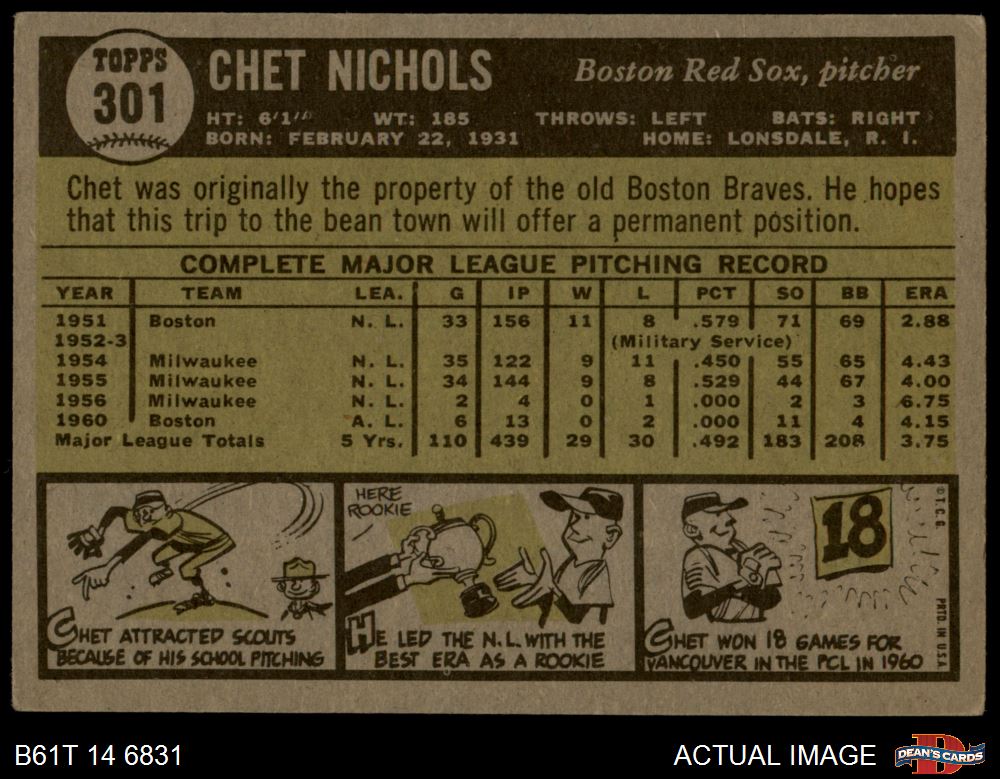 TOPPS
301
CHET NICHOLS
Boston Red Sox, pitcher
HT: 6'1" WT: 185 THROWS: LEFT BATS: RIGHT
BORN: FEBRUARY 22, 1931 HOME: LONSDALE, R. I.
Chet was originally the property of the old Boston Braves. He hopes
that this trip to the bean town will offer a permanent position.
COMPLETE MAJOR LEAGUE PITCHING RECORD
YEAR TEAM LEA. G IP W L PCT SO BB ERA
1951 Boston N. L. 33 156 11 8 .579 71 69 2.88
1952-3 (Military Service)
1954 Milwaukee N. L. 35 122 9 11 .450 55 65 4.43
1955 Milwaukee N. L. 34 144 9 8 .529 44 67 4.00
1956 Milwaukee N. L. 2 4 0 1 .000 2 3 6.75
1960 Boston A. L. 6 13 0 2 .000 11 4 4.15
Major League Totals 5 Yrs. 110 439 29 30 .492 183 208 3.75
CHET ATTRACTED SCOUTS
BECAUSE OF HIS SCHOOL PITCHING
HERE
ROOKIE
HE LED THE N.L. WITH THE
BEST ERA AS A ROOKIE
18
CHET WON 18 GAMES FOR
VANCOUVER IN THE PCL IN 1960
© T. C. G. PRTD. IN U.S.A.
B61T 14 6831
ACTUAL IMAGE
D
DEAN'S CARDS